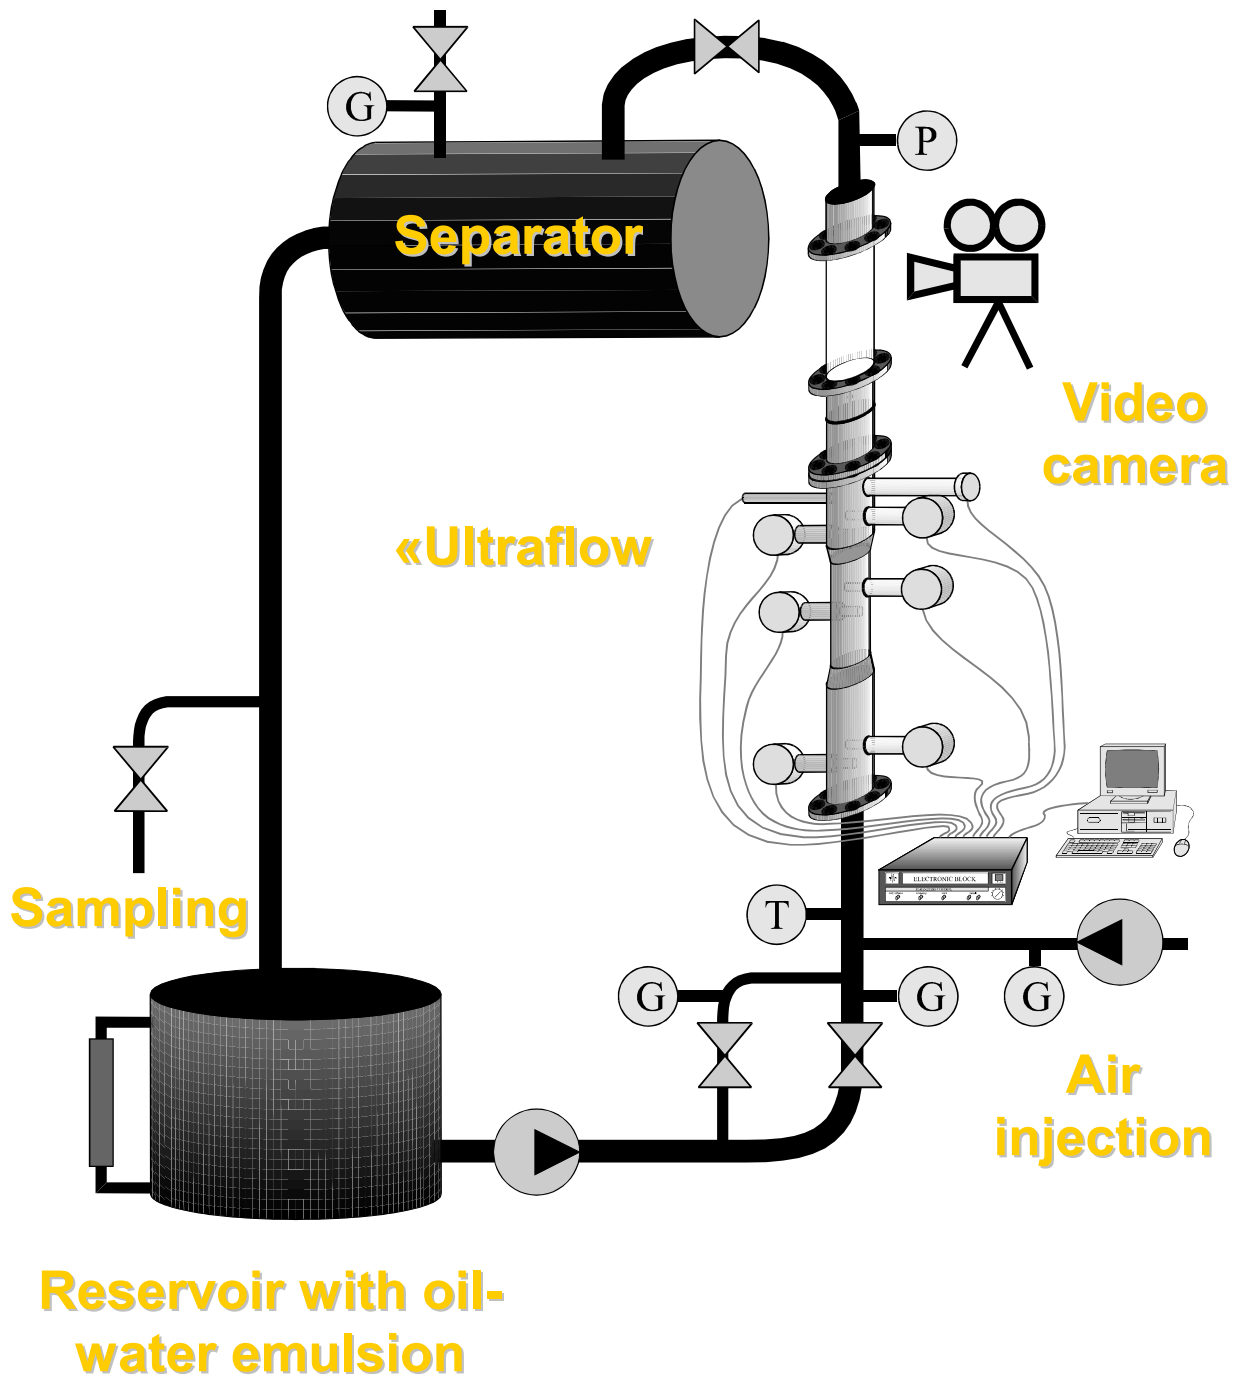 G
P
Separator
Video
camera
«Ultraflow
ELECTRONIC BLOCK
Sampling
T
G
G
G
Air
injection
Reservoir with oil-
water emulsion